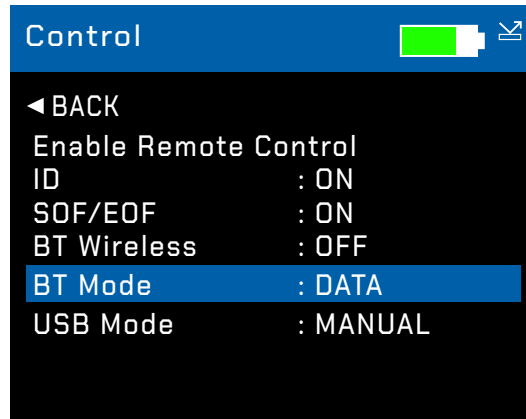 Control
◄BACK
Enable Remote Control
ID : ON
SOF/EOF : ON
BT Wireless : OFF
BT Mode : DATA
USB Mode : MANUAL